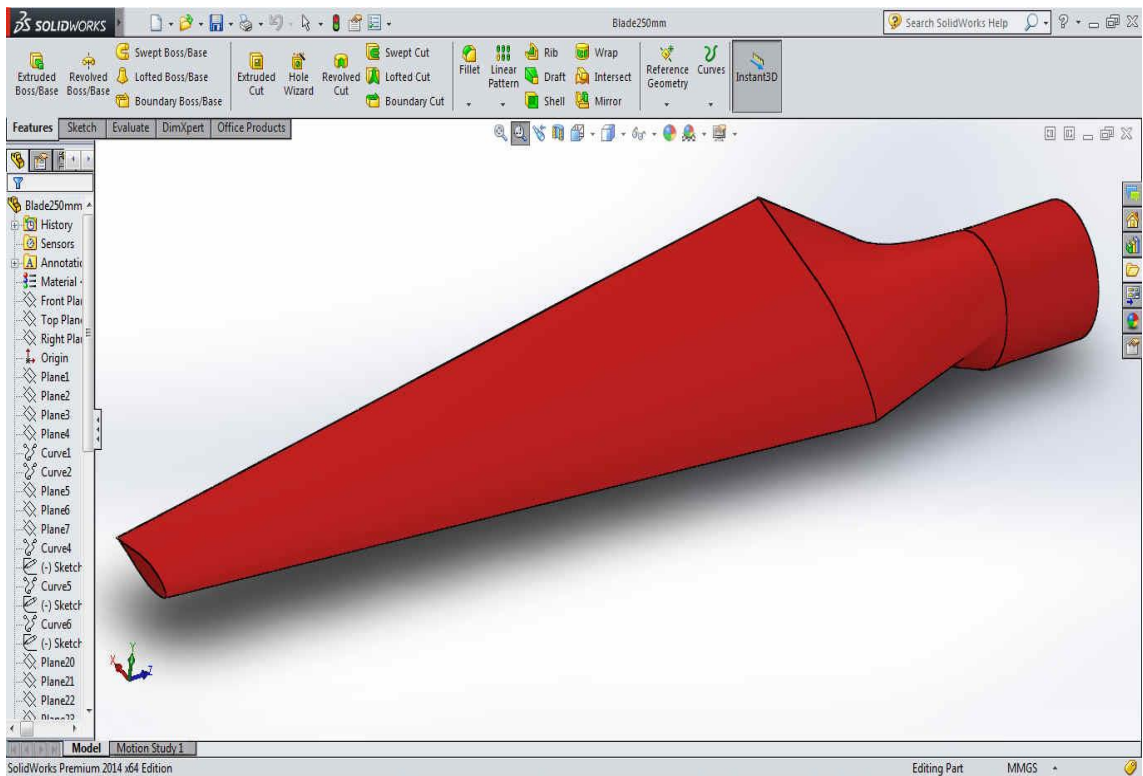 SOLIDWORKS
Blade250mm
Search SolidWorks Help
Extruded Boss/Base
Revolved Boss/Base
Swept Boss/Base
Lofted Boss/Base
Boundary Boss/Base
Extruded Cut
Hole Wizard
Revolved Cut
Swept Cut
Lofted Cut
Boundary Cut
Fillet
Linear Pattern
Rib
Draft
Shell
Wrap
Intersect
Mirror
Reference Geometry
Curves
Instant3D
Features Sketch Evaluate DimXpert Office Products
Blade250mm
History
Sensors
Annotatio
Material
Front Plan
Top Plane
Right Plan
Origin
Plane1
Plane2
Plane3
Plane4
Curve1
Curve2
Plane5
Plane6
Plane7
Curve4
(-) Sketch
Curve5
(-) Sketch
Curve6
(-) Sketch
Plane20
Plane21
Plane22
Plane23
X Y Z
Model Motion Study 1
SolidWorks Premium 2014 x64 Edition
Editing Part MMGS